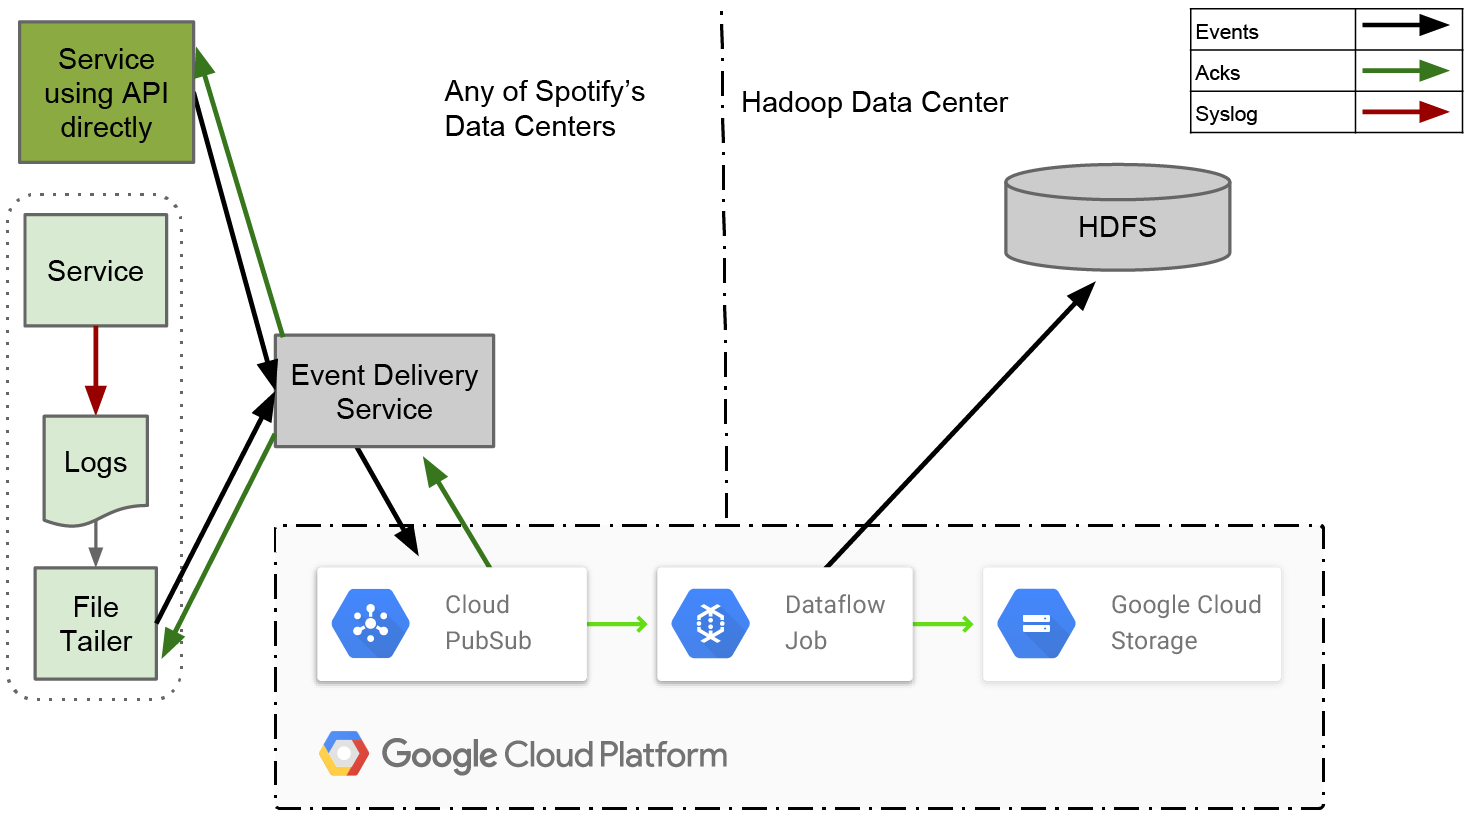 Service
using API
directly
Any of Spotify's
Data Centers
Hadoop Data Center
Events
Acks
Syslog
HDFS
Service
Event Delivery
Service
Logs
File
Tailer
Cloud
PubSub
Dataflow
Job
Google Cloud
Storage
Google Cloud Platform